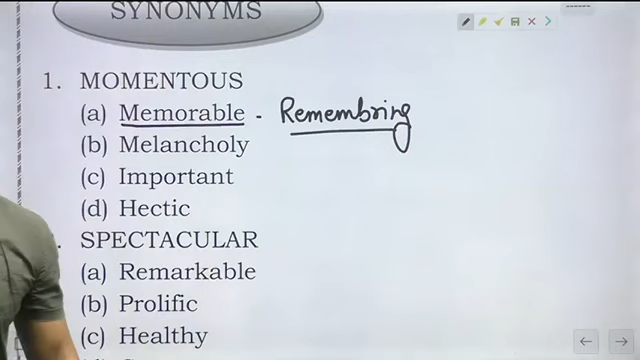 SYNONYMS
1. MOMENTOUS
(a) Memorable - Remembring
(b) Melancholy
(c) Important
(d) Hectic
SPECTACULAR
(a) Remarkable
(b) Prolific
(c) Healthy